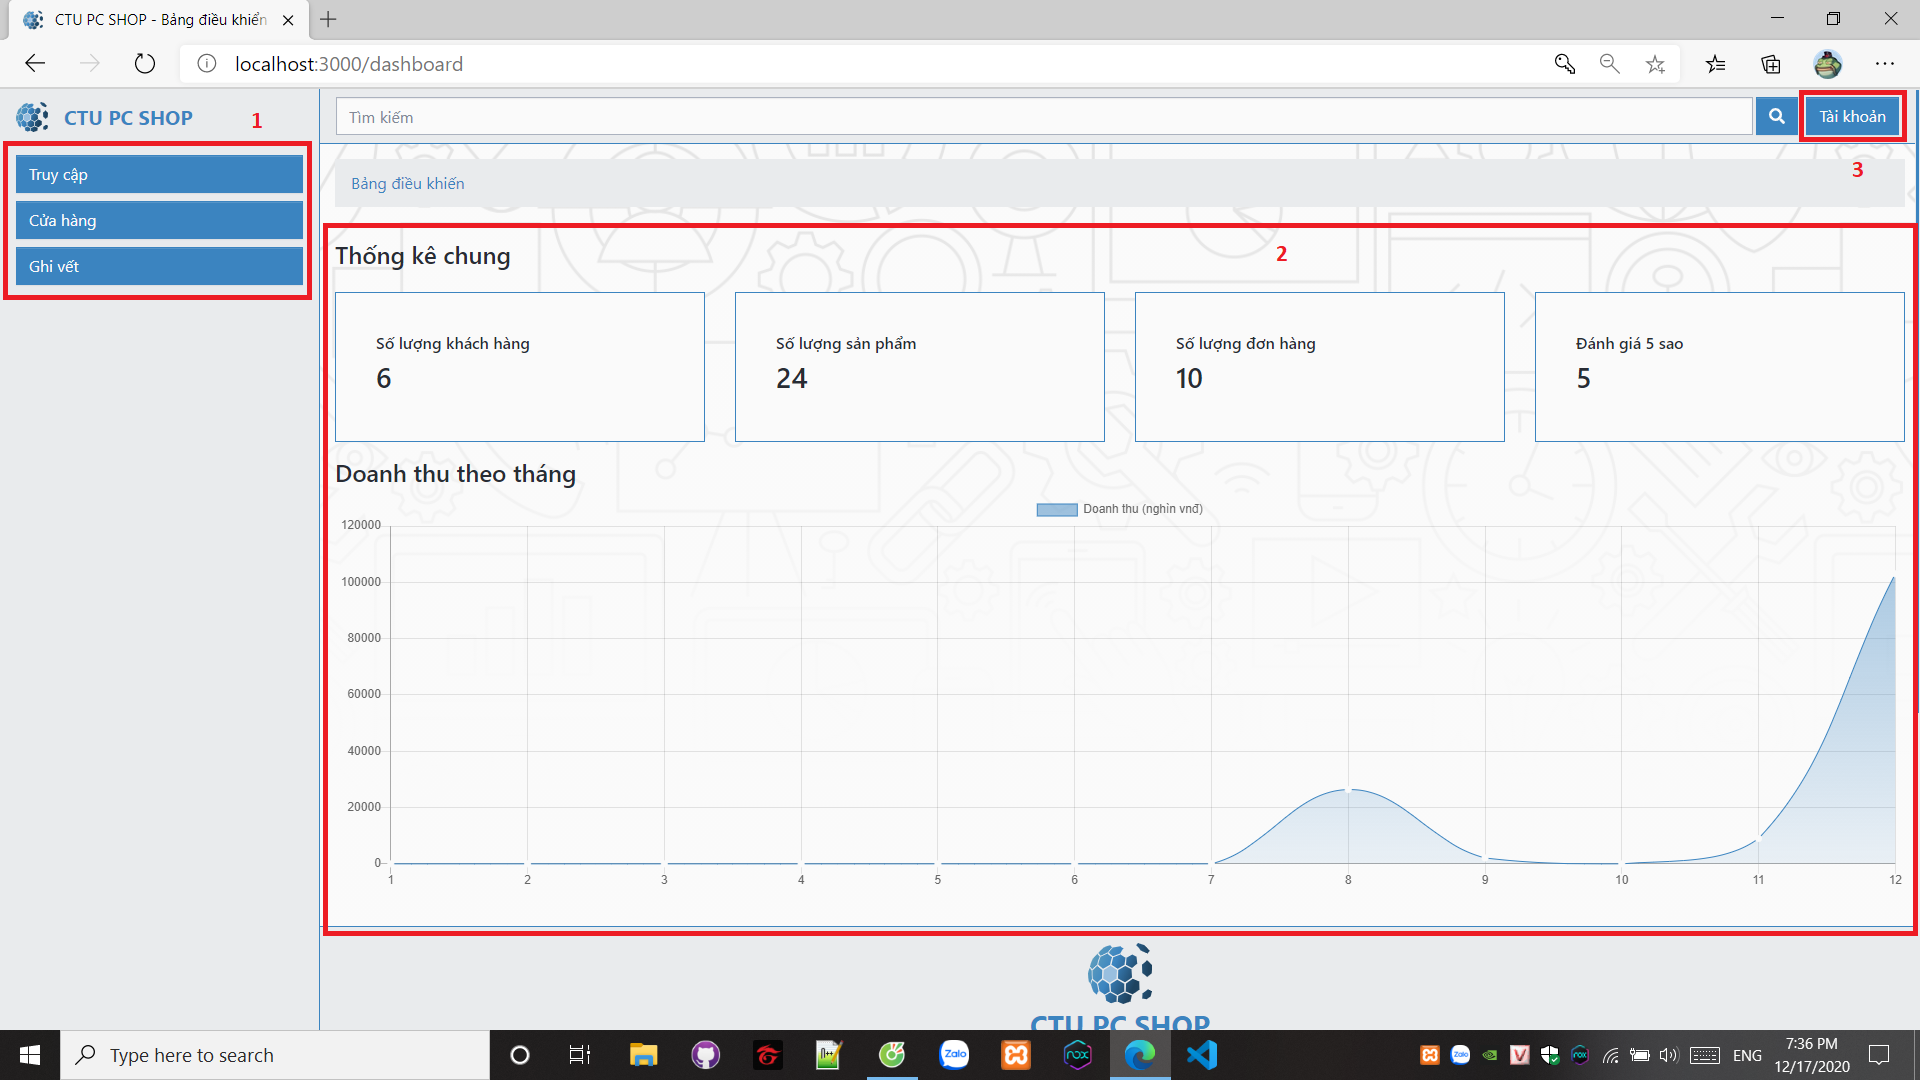 CTU PC SHOP - Bảng điều khiển
localhost:3000/dashboard
CTU PC SHOP
1
Tìm kiếm
Tài khoản
Truy cập
Cửa hàng
Ghi vết
Bảng điều khiển
3
Thống kê chung
2
Số lượng khách hàng
6
Số lượng sản phẩm
24
Số lượng đơn hàng
10
Đánh giá 5 sao
5
Doanh thu theo tháng
Doanh thu (nghìn vnđ)
120000
100000
80000
60000
40000
20000
0
1 2 3 4 5 6 7 8 9 10 11 12
CTU PC SHOP
Type here to search
n++
Zalo
nox
Zalo
V
nox
ENG
7:36 PM
12/17/2020